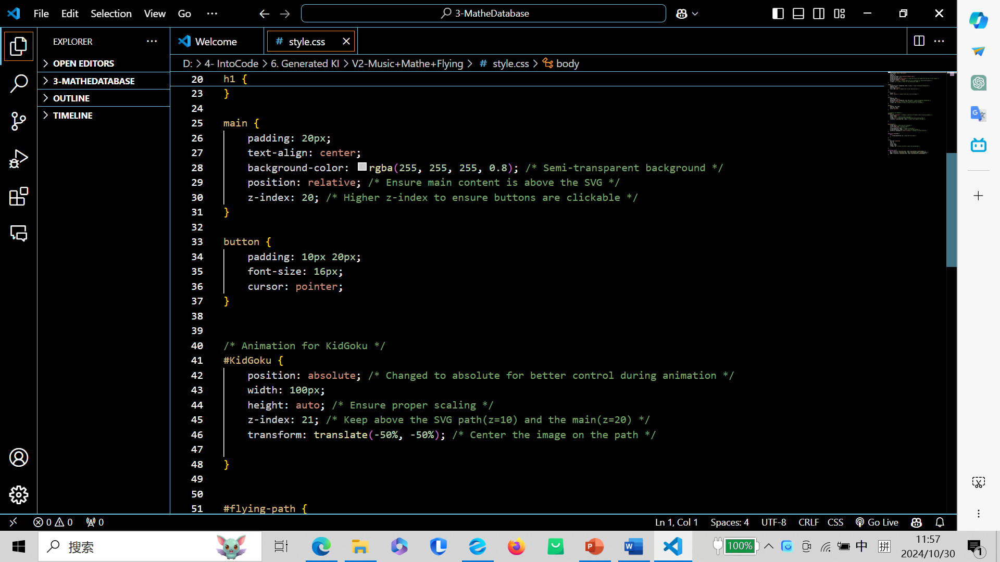 File Edit Selection View Go ··· 3-MatheDatabase
EXPLORER ···
OPEN EDITORS
3-MATHEDATABASE
OUTLINE
TIMELINE
Welcome # style.css
D: > 4- IntoCode > 6. Generated KI > V2-Music+Mathe+Flying > # style.css > body
20 h1 {
23 }
24
25 main {
26 padding: 20px;
27 text-align: center;
28 background-color: rgba(255, 255, 255, 0.8); /* Semi-transparent background */
29 position: relative; /* Ensure main content is above the SVG */
30 z-index: 20; /* Higher z-index to ensure buttons are clickable */
31 }
32
33 button {
34 padding: 10px 20px;
35 font-size: 16px;
36 cursor: pointer;
37 }
38
39
40 /* Animation for KidGoku */
41 #KidGoku {
42 position: absolute; /* Changed to absolute for better control during animation */
43 width: 100px;
44 height: auto; /* Ensure proper scaling */
45 z-index: 21; /* Keep above the SVG path(z=10) and the main(z=20) */
46 transform: translate(-50%, -50%); /* Center the image on the path */
47
48 }
49
50
51 #flying-path {
0 0 0 Ln 1, Col 1 Spaces: 4 UTF-8 CRLF CSS Go Live
搜索 100% 中 拼 11:57
2024/10/30 1